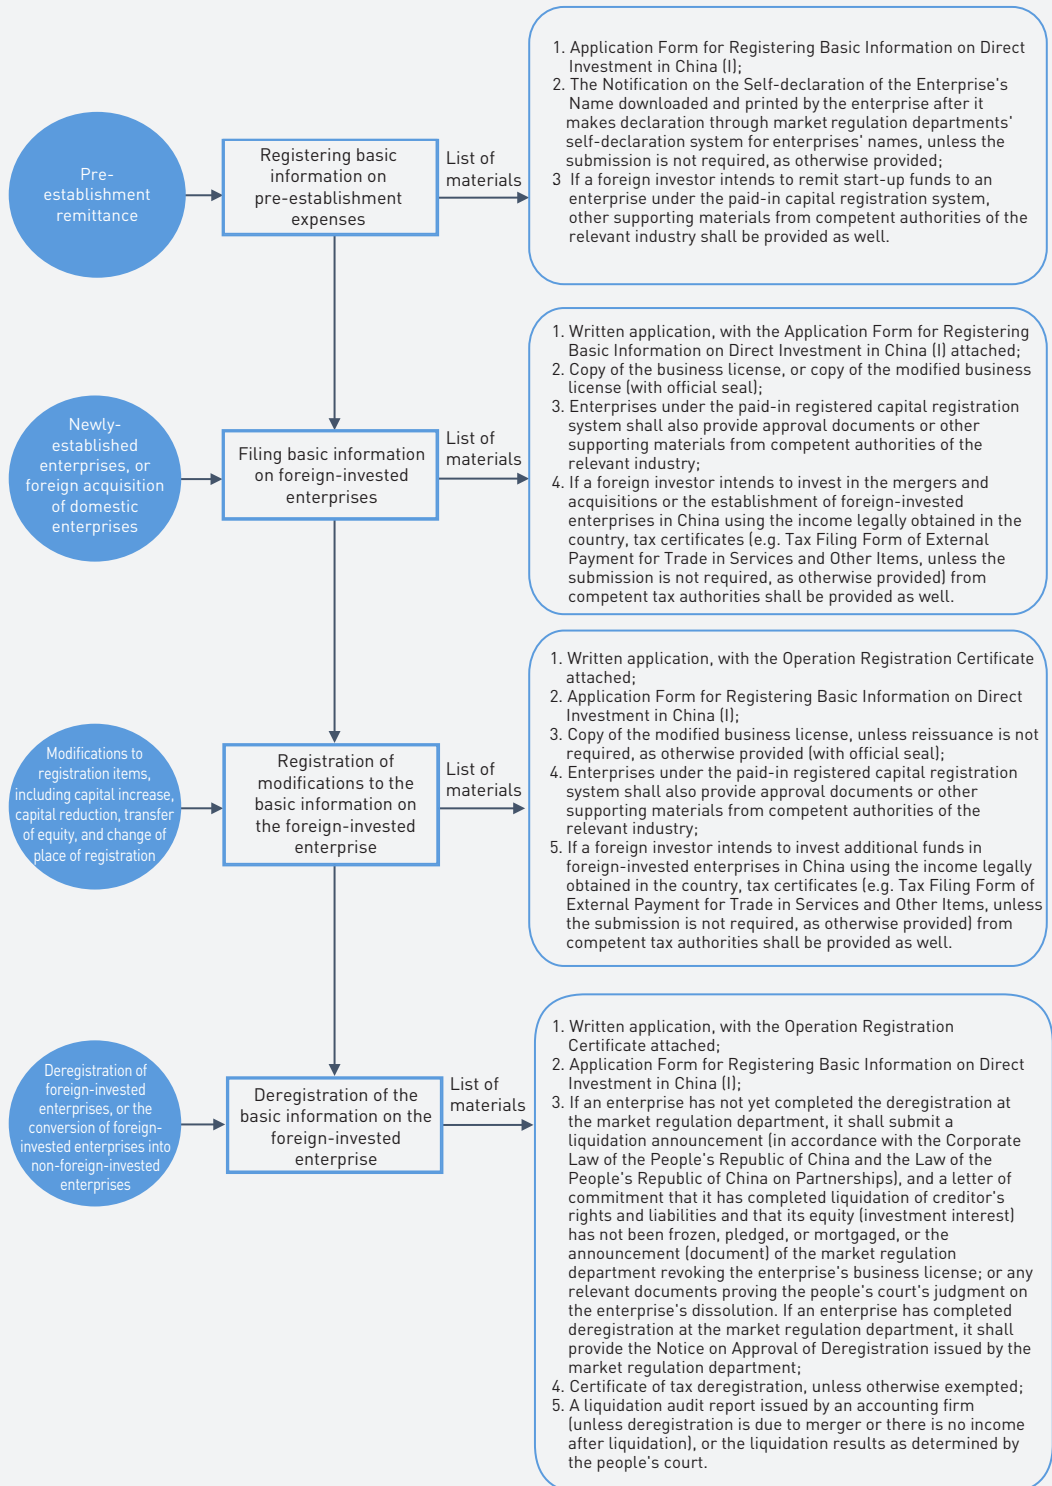 Pre-
establishment
remittance
Registering basic
information on
pre-establishment
expenses
List of
materials
1. Application Form for Registering Basic Information on Direct
Investment in China (I);
2. The Notification on the Self-declaration of the Enterprise's
Name downloaded and printed by the enterprise after it
makes declaration through market regulation departments'
self-declaration system for enterprises' names, unless the
submission is not required, as otherwise provided;
3 If a foreign investor intends to remit start-up funds to an
enterprise under the paid-in capital registration system,
other supporting materials from competent authorities of the
relevant industry shall be provided as well.
Newly-
established
enterprises, or
foreign acquisition
of domestic
enterprises
Filing basic information
on foreign-invested
enterprises
List of
materials
1. Written application, with the Application Form for Registering
Basic Information on Direct Investment in China (I) attached;
2. Copy of the business license, or copy of the modified business
license (with official seal);
3. Enterprises under the paid-in registered capital registration
system shall also provide approval documents or other
supporting materials from competent authorities of the
relevant industry;
4. If a foreign investor intends to invest in the mergers and
acquisitions or the establishment of foreign-invested
enterprises in China using the income legally obtained in the
country, tax certificates (e.g. Tax Filing Form of External
Payment for Trade in Services and Other Items, unless the
submission is not required, as otherwise provided) from
competent tax authorities shall be provided as well.
Modifications to
registration items,
including capital increase,
capital reduction, transfer
of equity, and change of
place of registration
Registration of
modifications to the
basic information on
the foreign-invested
enterprise
List of
materials
1. Written application, with the Operation Registration Certificate
attached;
2. Application Form for Registering Basic Information on Direct
Investment in China (I);
3. Copy of the modified business license, unless reissuance is not
required, as otherwise provided (with official seal);
4. Enterprises under the paid-in registered capital registration
system shall also provide approval documents or other
supporting materials from competent authorities of the
relevant industry;
5. If a foreign investor intends to invest additional funds in
foreign-invested enterprises in China using the income legally
obtained in the country, tax certificates (e.g. Tax Filing Form of
External Payment for Trade in Services and Other Items, unless
the submission is not required, as otherwise provided) from
competent tax authorities shall be provided as well.
Deregistration of
foreign-invested
enterprises, or the
conversion of foreign-
invested enterprises into
non-foreign-invested
enterprises
Deregistration of the
basic information on the
foreign-invested
enterprise
List of
materials
1. Written application, with the Operation Registration
Certificate attached;
2. Application Form for Registering Basic Information on Direct
Investment in China (I);
3. If an enterprise has not yet completed the deregistration at
the market regulation department, it shall submit a
liquidation announcement (in accordance with the Corporate
Law of the People's Republic of China and the Law of the
People's Republic of China on Partnerships), and a letter of
commitment that it has completed liquidation of creditor's
rights and liabilities and that its equity (investment interest)
has not been frozen, pledged, or mortgaged, or the
announcement (document) of the market regulation
department revoking the enterprise's business license; or any
relevant documents proving the people's court's judgment on
the enterprise's dissolution. If an enterprise has completed
deregistration at the market regulation department, it shall
provide the Notice on Approval of Deregistration issued by the
market regulation department;
4. Certificate of tax deregistration, unless otherwise exempted;
5. A liquidation audit report issued by an accounting firm
(unless deregistration is due to merger or there is no income
after liquidation), or the liquidation results as determined by
the people's court.